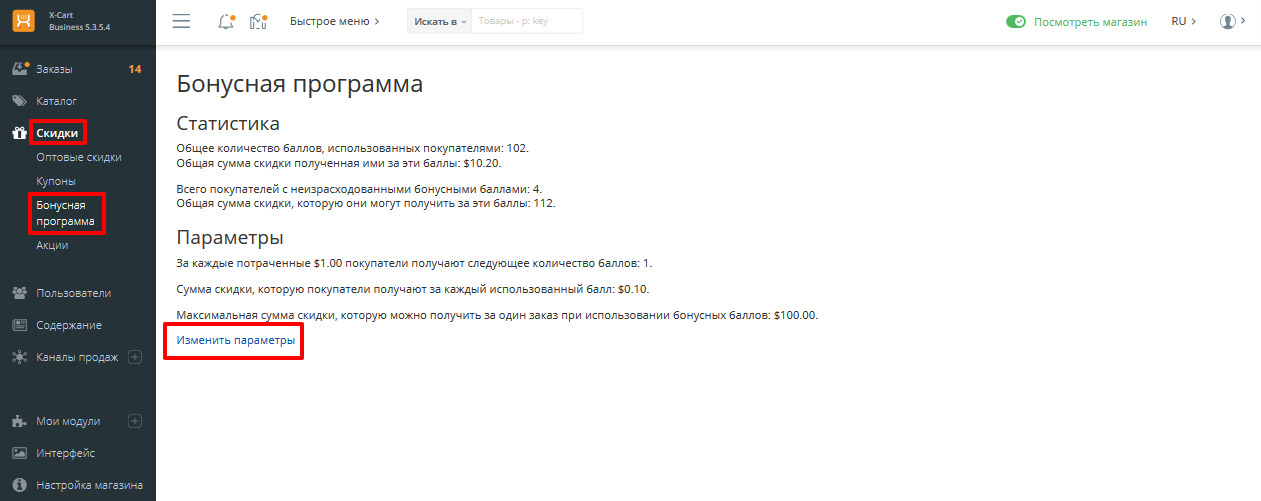 X-Cart
Business 5.3.5.4
Быстрое меню
Искать в
Товары - р: key
Посмотреть магазин
RU
Заказы 14
Каталог
Скидки
Оптовые скидки
Купоны
Бонусная
программа
Акции
Пользователи
Содержание
Каналы продаж
Мои модули
Интерфейс
Настройка магазина
Бонусная программа
Статистика
Общее количество баллов, использованных покупателями: 102.
Общая сумма скидки полученная ими за эти баллы: $10.20.
Всего покупателей с неизрасходованными бонусными баллами: 4.
Общая сумма скидки, которую они могут получить за эти баллы: 112.
Параметры
За каждые потраченные $1.00 покупатели получают следующее количество баллов: 1.
Сумма скидки, которую покупатели получают за каждый использованный балл: $0.10.
Максимальная сумма скидки, которую можно получить за один заказ при использовании бонусных баллов: $100.00.
Изменить параметры